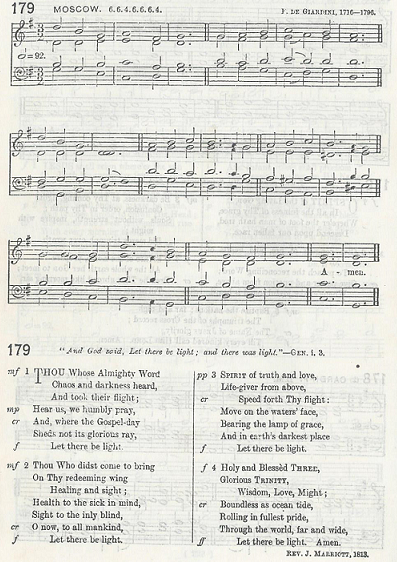 179 MOSCOW. 6.6.4.6.6.6.4. F. DE GIARDINI, 1716—1796.
=92.
A - men.
179 "And God said, Let there be light; and there was light."—GEN. i. 3.
mf 1 THOU Whose Almighty Word
Chaos and darkness heard,
And took their flight;
mp Hear us, we humbly pray,
cr And, where the Gospel-day
Sheds not its glorious ray,
f Let there be light.
mf 2 Thou Who didst come to bring
On Thy redeeming wing
Healing and sight;
Health to the sick in mind,
Sight to the inly blind,
cr O now, to all mankind,
f Let there be light.
pp 3 SPIRIT of truth and love,
Life-giver from above,
cr Speed forth Thy flight:
Move on the waters' face,
Bearing the lamp of grace,
And in earth's darkest place
f Let there be light.
f 4 Holy and Blessèd THREE,
Glorious TRINITY,
Wisdom, Love, Might;
cr Boundless as ocean tide,
Rolling in fullest pride,
Through the world, far and wide,
ff Let there be light. Amen.
REV. J. MARRIOTT, 1813.